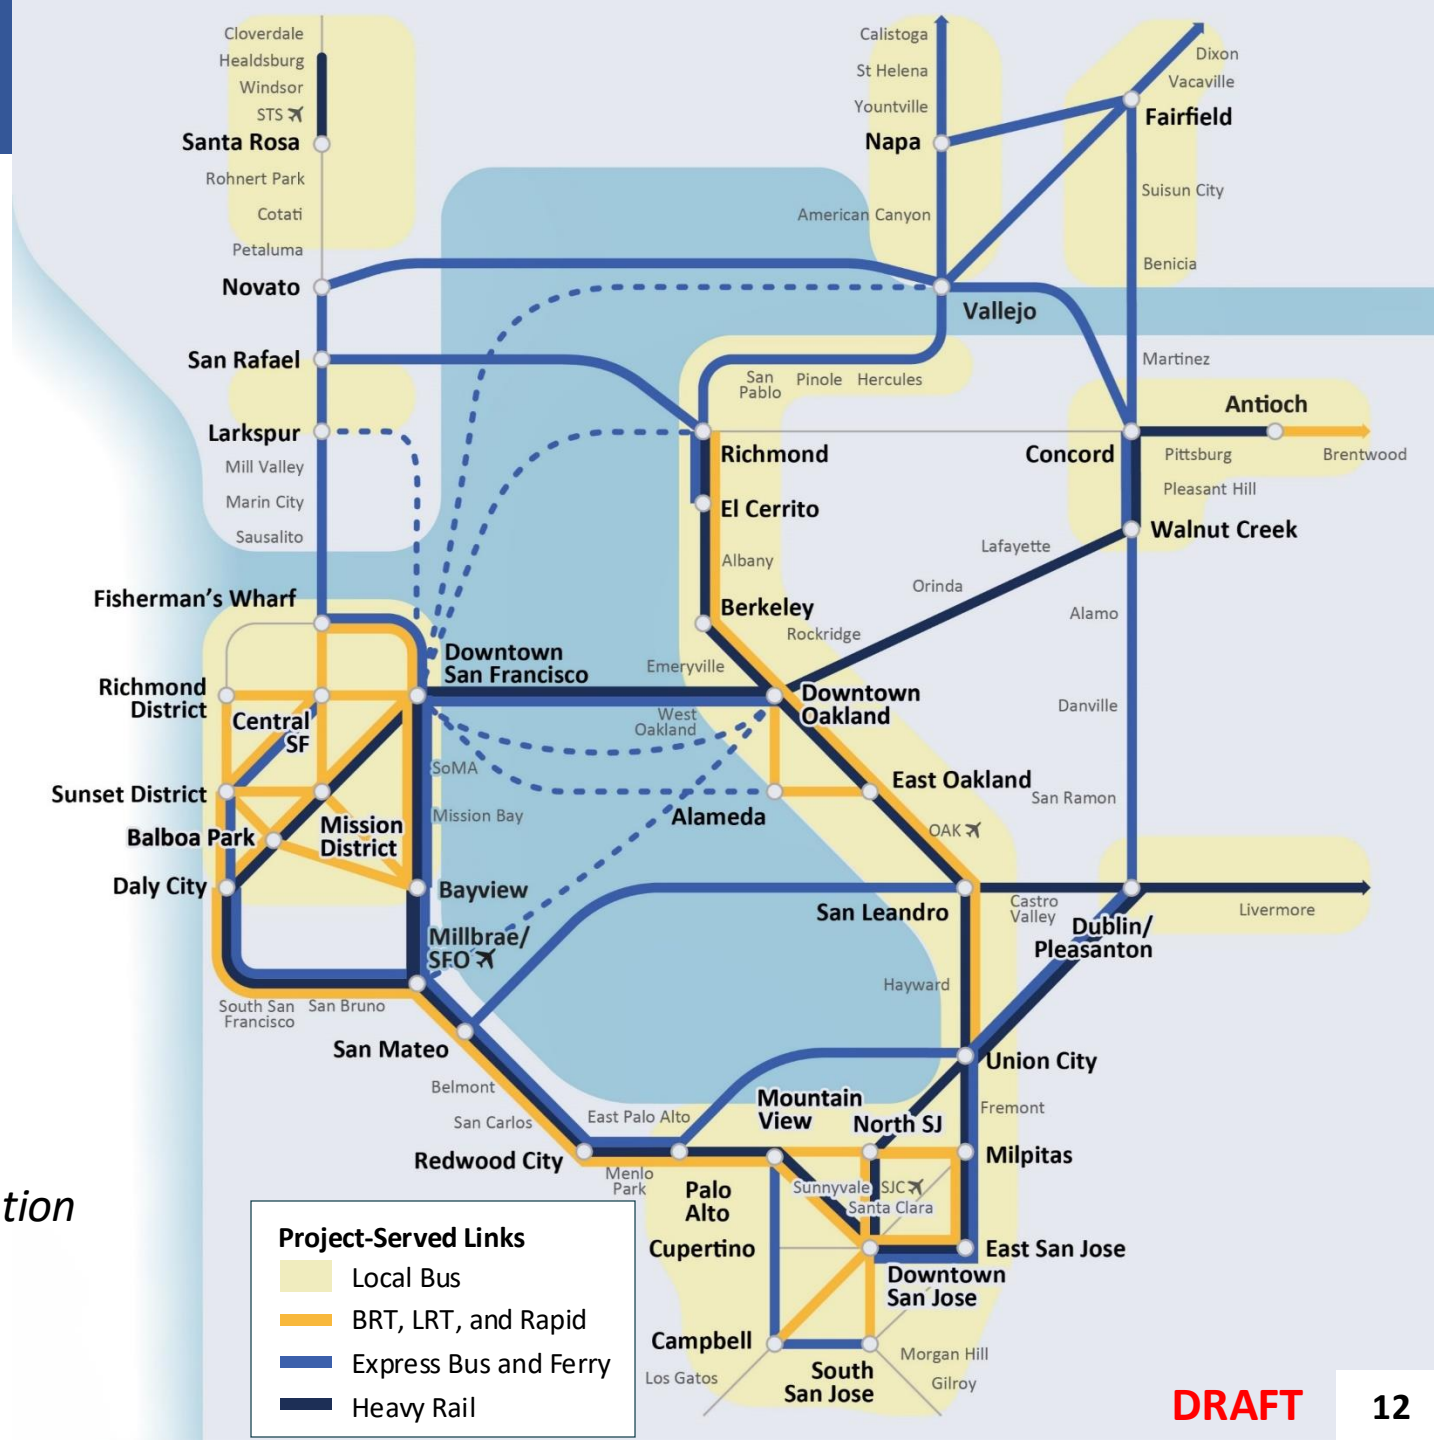 Cloverdale
Healdsburg
Windsor
STS
Santa Rosa
Rohnert Park
Cotati
Petaluma
Novato
San Rafael
Larkspur
Mill Valley
Marin City
Sausalito
Fisherman's Wharf
Calistoga
St Helena
Yountville
Napa
American Canyon
Dixon
Vacaville
Fairfield
Suisun City
Benicia
Vallejo
Martinez
San
Pablo
Pinole
Hercules
Antioch
Richmond
Concord
Pittsburg
Brentwood
Pleasant Hill
El Cerrito
Walnut Creek
Albany
Lafayette
Orinda
Berkeley
Rockridge
Alamo
Emeryville
Downtown
San Francisco
Richmond
District
Central
SF
West
Oakland
Downtown
Oakland
Danville
SoMA
Sunset District
Mission Bay
East Oakland
San Ramon
Alameda
OAK
Balboa Park
Mission
District
Daly City
Bayview
San Leandro
Castro
Valley
Livermore
Dublin/
Pleasanton
Millbrae/
SFO
Hayward
South San
Francisco
San Bruno
San Mateo
Union City
Belmont
San Carlos
East Palo Alto
Mountain
View
North SJ
Fremont
Redwood City
Menlo
Park
Palo
Alto
Sunnyvale
SJC
Santa Clara
Milpitas
Cupertino
East San Jose
Downtown
San Jose
Campbell
Los Gatos
South
San Jose
Morgan Hill
Gilroy
tion
Project-Served Links
Local Bus
BRT, LRT, and Rapid
Express Bus and Ferry
Heavy Rail
DRAFT
12